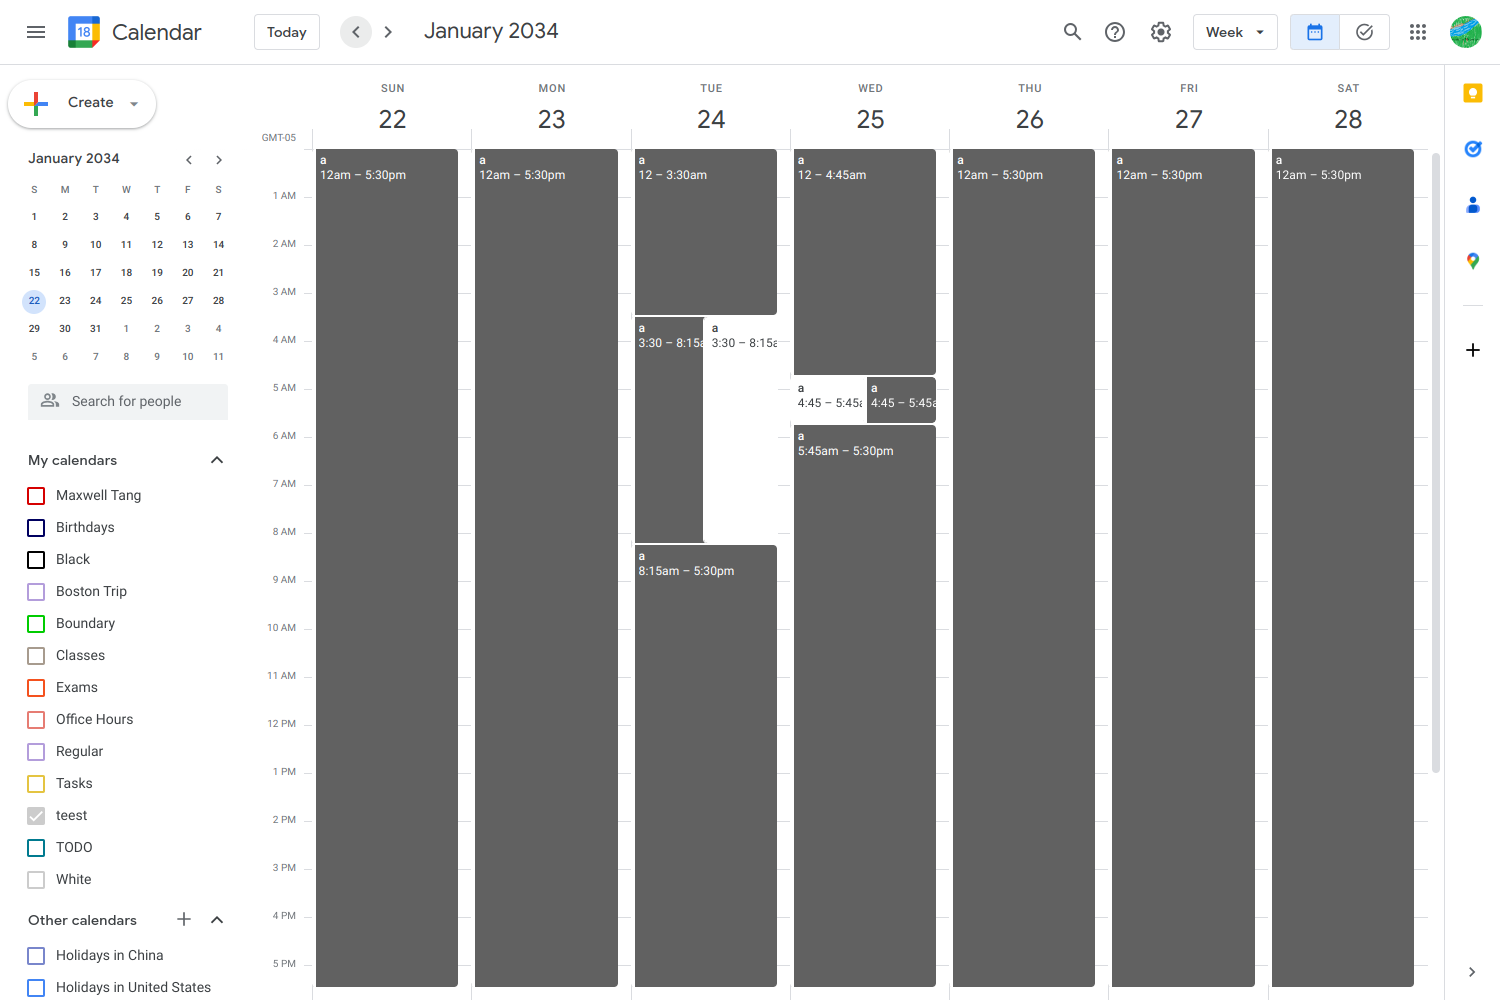 18
Calendar
Today
January 2034
Week
Create
January 2034
S M T W T F S
1 2 3 4 5 6 7
8 9 10 11 12 13 14
15 16 17 18 19 20 21
22 23 24 25 26 27 28
29 30 31 1 2 3 4
5 6 7 8 9 10 11
Search for people
My calendars
Maxwell Tang
Birthdays
Black
Boston Trip
Boundary
Classes
Exams
Office Hours
Regular
Tasks
teest
TODO
White
Other calendars
Holidays in China
Holidays in United States
SUN MON TUE WED THU FRI SAT
22 23 24 25 26 27 28
GMT-05
1 AM
2 AM
3 AM
4 AM
5 AM
6 AM
7 AM
8 AM
9 AM
10 AM
11 AM
12 PM
1 PM
2 PM
3 PM
4 PM
5 PM
a
12am – 5:30pm
a
12am – 5:30pm
a
12 – 3:30am
a
3:30 – 8:15a
a
3:30 – 8:15a
a
8:15am – 5:30pm
a
12 – 4:45am
a
4:45 – 5:45a
a
4:45 – 5:45a
a
5:45am – 5:30pm
a
12am – 5:30pm
a
12am – 5:30pm
a
12am – 5:30pm